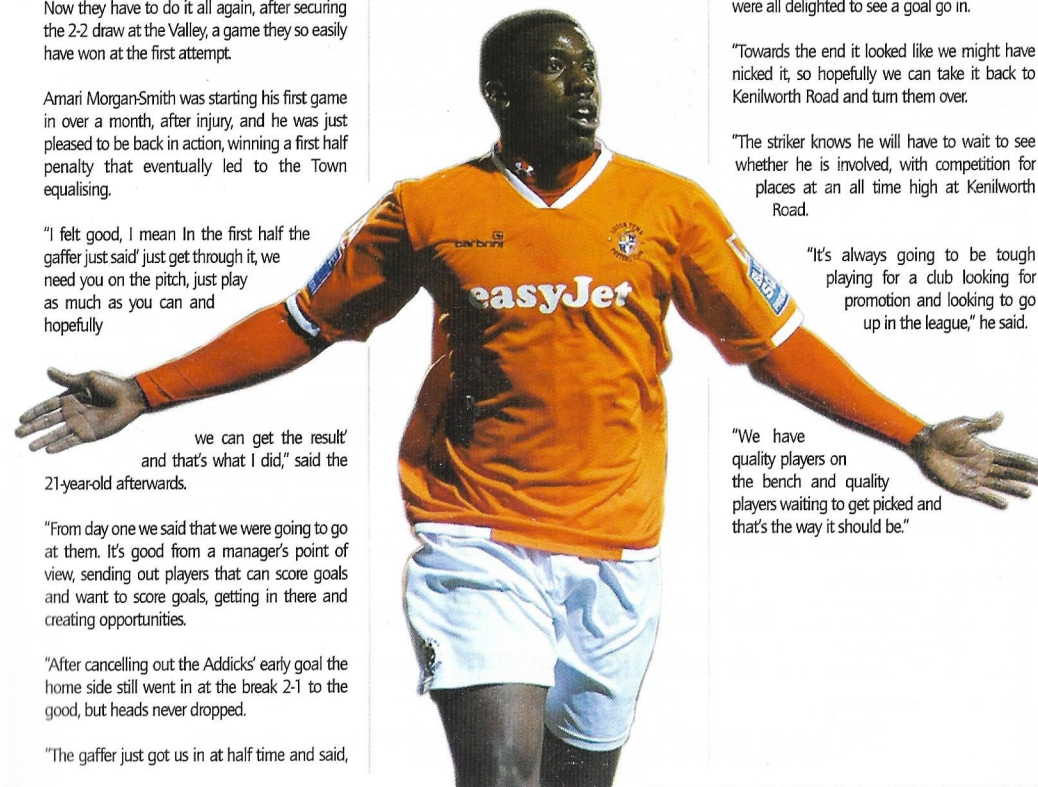 Now they have to do it all again, after securing
the 2-2 draw at the Valley, a game they so easily
have won at the first attempt.
Amari Morgan-Smith was starting his first game
in over a month, after injury, and he was just
pleased to be back in action, winning a first half
penalty that eventually led to the Town
equalising.
"I felt good, I mean In the first half the
gaffer just said' just get through it, we
need you on the pitch, just play
as much as you can and
hopefully
we can get the result'
and that's what I did," said the
21-year-old afterwards.
"From day one we said that we were going to go
at them. It's good from a manager's point of
view, sending out players that can score goals
and want to score goals, getting in there and
creating opportunities.
"After cancelling out the Addicks' early goal the
home side still went in at the break 2-1 to the
good, but heads never dropped.
"The gaffer just got us in at half time and said,
barbrini
easyJet
were all delighted to see a goal go in.
"Towards the end it looked like we might have
nicked it, so hopefully we can take it back to
Kenilworth Road and turn them over.
"The striker knows he will have to wait to see
whether he is involved, with competition for
places at an all time high at Kenilworth
Road.
"It's always going to be tough
playing for a club looking for
promotion and looking to go
up in the league," he said.
"We have
quality players on
the bench and quality
players waiting to get picked and
that's the way it should be."